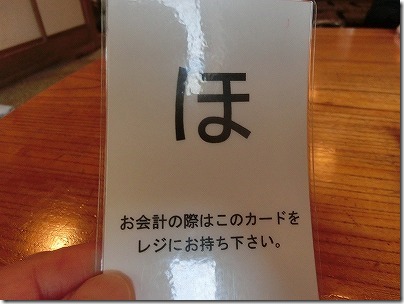 ほ
お会計の際はこのカードを
レジにお持ち下さい。